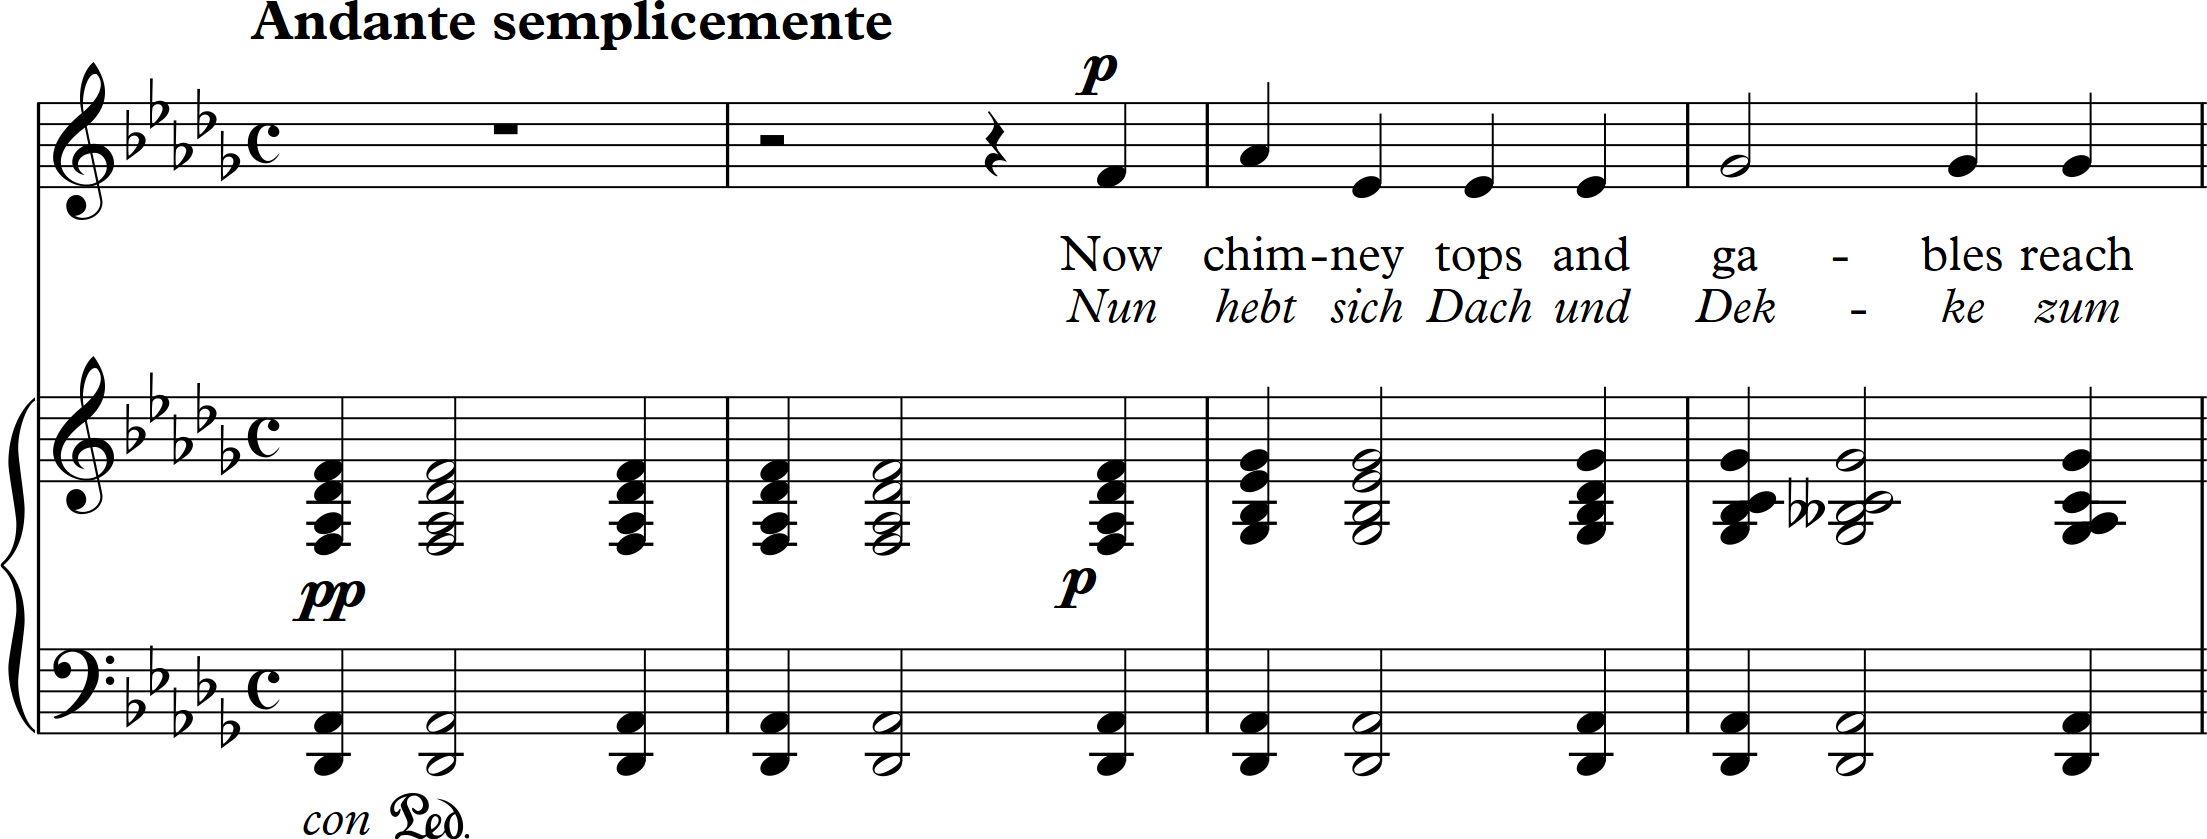 Andante semplicemente
p
Now chim-ney tops and ga - bles reach
Nun hebt sich Dach und Dek - ke zum
pp p
con Ped.